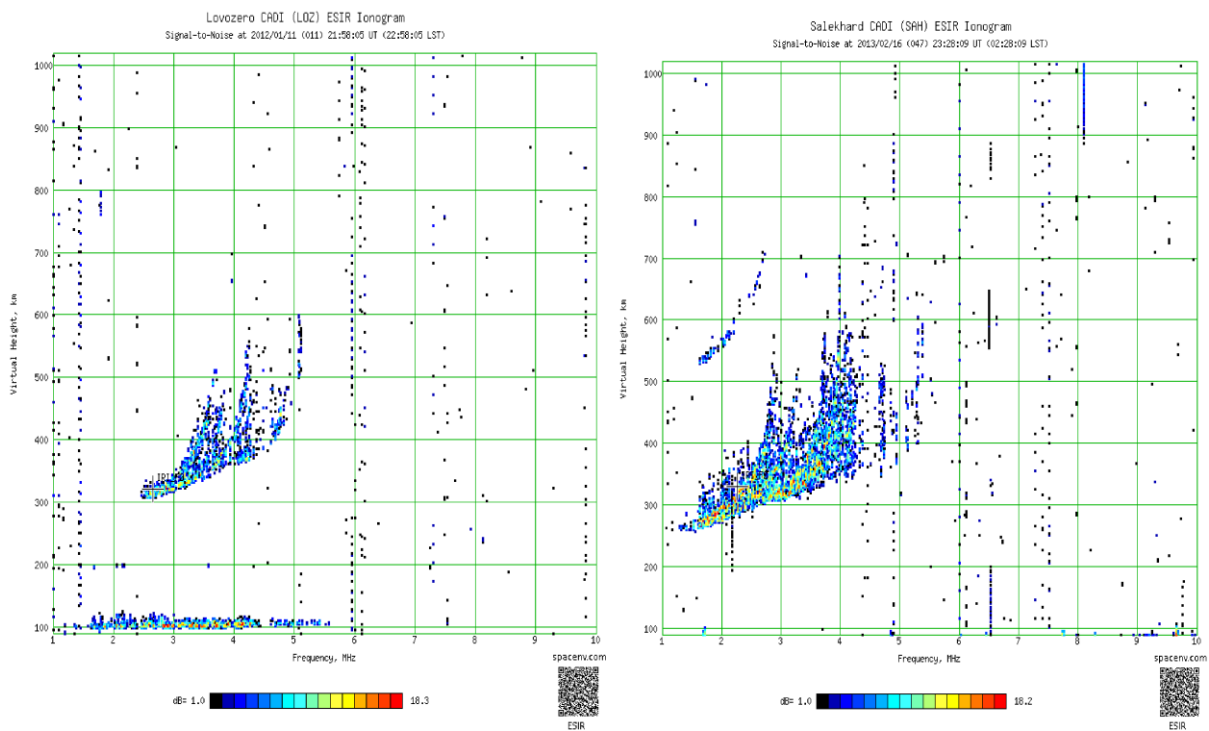 Lovozero CADI (LOZ) ESIR Ionogram
Signal-to-Noise at 2012/01/11 (011) 21:58:05 UT (22:58:05 LST)
1000
900
800
700
600
500
400
300
200
100
Virtual Height, km
1 2 3 4 5 6 7 8 9 10
Frequency, MHz
spacenv.com
dB= 1.0 18.3
ESIR
Salekhard CADI (SAH) ESIR Ionogram
Signal-to-Noise at 2013/02/16 (047) 23:28:09 UT (02:28:09 LST)
1000
900
800
700
600
500
400
300
200
100
Virtual Height, km
1 2 3 4 5 6 7 8 9 10
Frequency, MHz
spacenv.com
dB= 1.0 18.2
ESIR